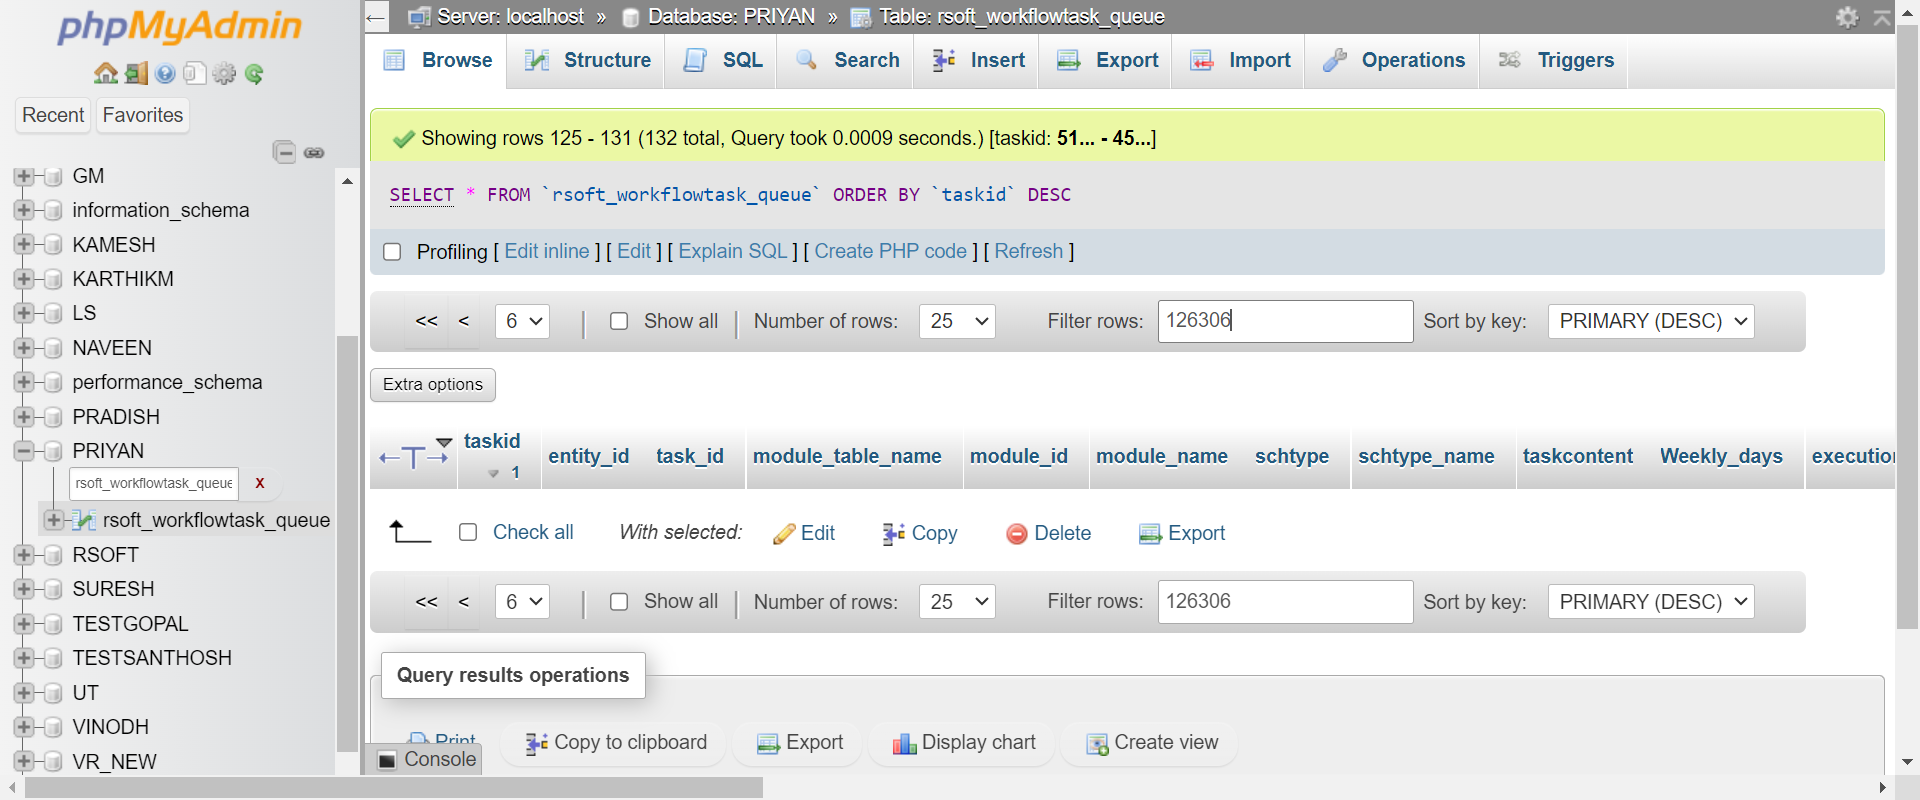 phpMyAdmin
Recent
Favorites
GM
information_schema
KAMESH
KARTHIKM
LS
NAVEEN
performance_schema
PRADISH
PRIYAN
rsoft_workflowtask_queue
X
rsoft_workflowtask_queue
RSOFT
SURESH
TESTGOPAL
TESTSANTHOSH
UT
VINODH
VR_NEW
Server: localhost » Database: PRIYAN » Table: rsoft_workflowtask_queue
Browse Structure SQL Search Insert Export Import Operations Triggers
Showing rows 125 - 131 (132 total, Query took 0.0009 seconds.) [taskid: 51... - 45...]
SELECT * FROM `rsoft_workflowtask_queue` ORDER BY `taskid` DESC
Profiling [ Edit inline ] [ Edit ] [ Explain SQL ] [ Create PHP code ] [ Refresh ]
<< < 6 | Show all | Number of rows: 25 Filter rows: 126306 Sort by key: PRIMARY (DESC)
Extra options
taskid 1 entity_id task_id module_table_name module_id module_name schtype schtype_name taskcontent Weekly_days execution
Check all With selected: Edit Copy Delete Export
<< < 6 | Show all | Number of rows: 25 Filter rows: 126306 Sort by key: PRIMARY (DESC)
Query results operations
Print Copy to clipboard Export Display chart Create view
Console